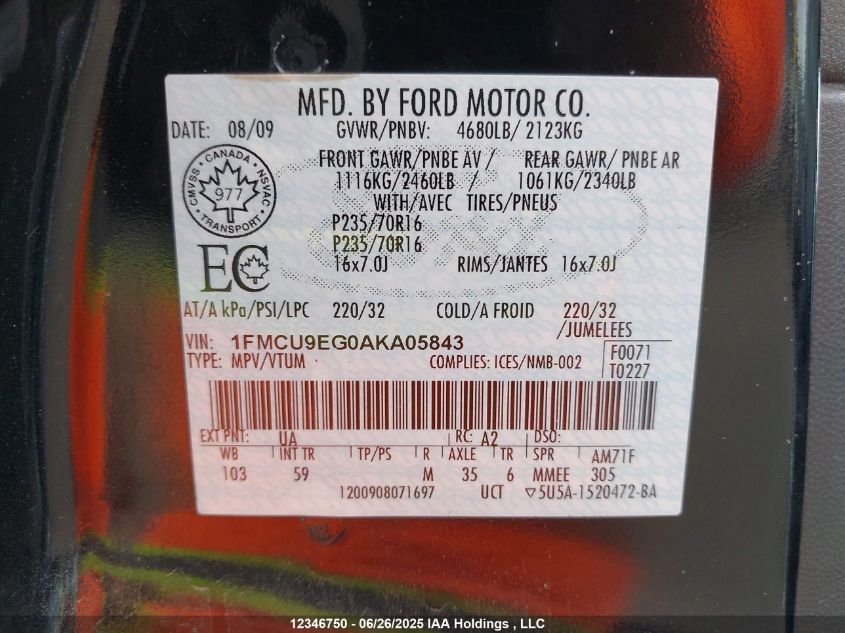 MFD. BY FORD MOTOR CO.
DATE: 08/09 GVWR/PNBV: 4680LB/ 2123KG
FRONT GAWR/PNBE AV / REAR GAWR/ PNBE AR
1116KG/2460LB / 1061KG/2340LB
WITH/AVEC TIRES/PNEUS
P235/70R16
P235/70R16
16x7.0J RIMS/JANTES 16x7.0J
CMVSS CANADA NSVAC
977
TRANSPORT
EC
AT/A kPa/PSI/LPC 220/32 COLD/A FROID 220/32
/JUMELEES
VIN: 1FMCU9EG0AKA05843
TYPE: MPV/VTUM COMPLIES: ICES/NMB-002
F0071
T0227
EXT PNT: UA RC: A2 DSO:
WB INT TR TP/PS R AXLE TR SPR AM71F
103 59 M 35 6 MMEE 305
1200908071697 UCT ▽5U5A-1520472-BA
12346750 - 06/26/2025 IAA Holdings , LLC